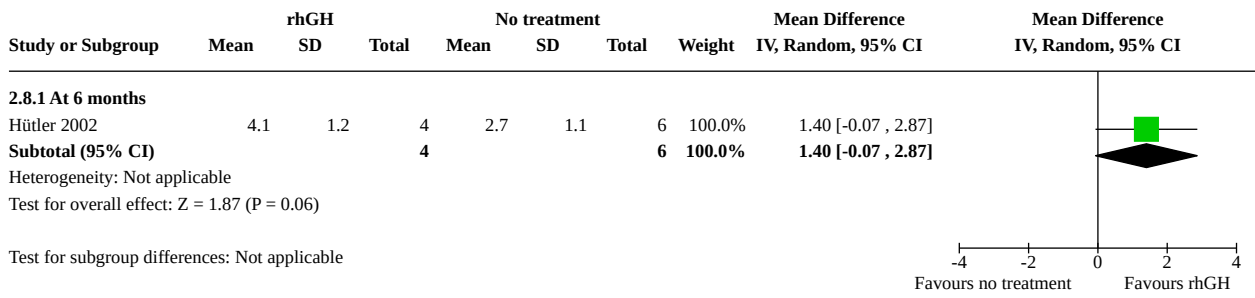 rhGH No treatment Mean Difference Mean Difference
Study or Subgroup Mean SD Total Mean SD Total Weight IV, Random, 95% CI IV, Random, 95% CI
2.8.1 At 6 months
Hütler 2002 4.1 1.2 4 2.7 1.1 6 100.0% 1.40 [-0.07 , 2.87]
Subtotal (95% CI) 4 6 100.0% 1.40 [-0.07 , 2.87]
Heterogeneity: Not applicable
Test for overall effect: Z = 1.87 (P = 0.06)
Test for subgroup differences: Not applicable
-4 -2 0 2 4
Favours no treatment Favours rhGH